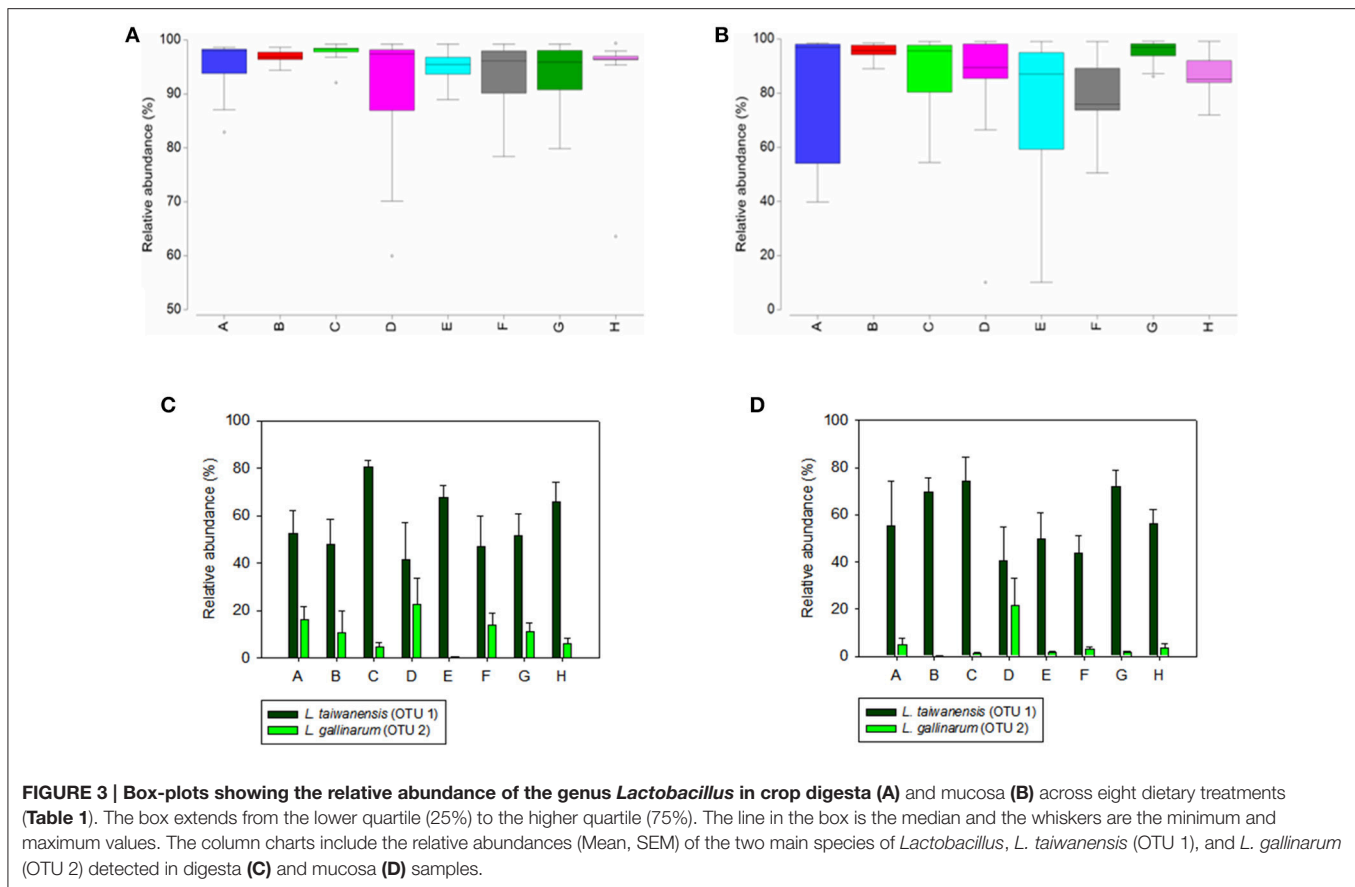 A
Relative abundance (%)
100
90
80
70
60
50
A B C D E F G H
B
Relative abundance (%)
100
80
60
40
20
0
A B C D E F G H
C
Relative abundance (%)
100
80
60
40
20
0
A B C D E F G H
L. taiwanensis (OTU 1)
L. gallinarum (OTU 2)
D
Relative abundance (%)
100
80
60
40
20
0
A B C D E F G H
L. taiwanensis (OTU 1)
L. gallinarum (OTU 2)
FIGURE 3 | Box-plots showing the relative abundance of the genus Lactobacillus in crop digesta (A) and mucosa (B) across eight dietary treatments
(Table 1). The box extends from the lower quartile (25%) to the higher quartile (75%). The line in the box is the median and the whiskers are the minimum and
maximum values. The column charts include the relative abundances (Mean, SEM) of the two main species of Lactobacillus, L. taiwanensis (OTU 1), and L. gallinarum
(OTU 2) detected in digesta (C) and mucosa (D) samples.